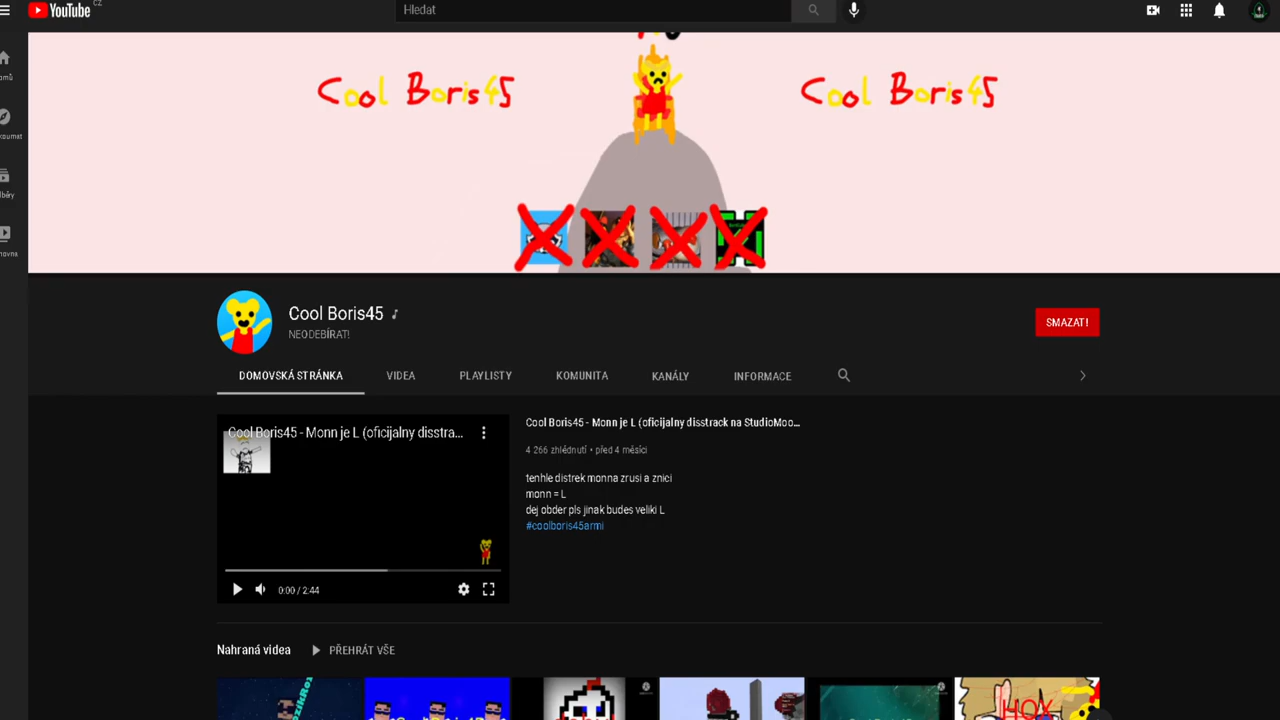 YouTube CZ
Hledat
Cool Boris45
Cool Boris45
Cool Boris45
NEODEBÍRAT!
SMAZAT!
DOMOVSKÁ STRÁNKA
VIDEA
PLAYLISTY
KOMUNITA
KANÁLY
INFORMACE
Cool Boris45 - Monn je L (oficijalny disstra...
0:00 / 2:44
Cool Boris45 - Monn je L (oficijalny disstrack na StudioMoo...
4 266 zhlédnutí • před 4 měsíci
tenhle distrek monna zrusi a znici
monn = L
dej obder pls jinak budes veliki L
#coolboris45armi
Nahraná videa
PŘEHRÁT VŠE
HOY